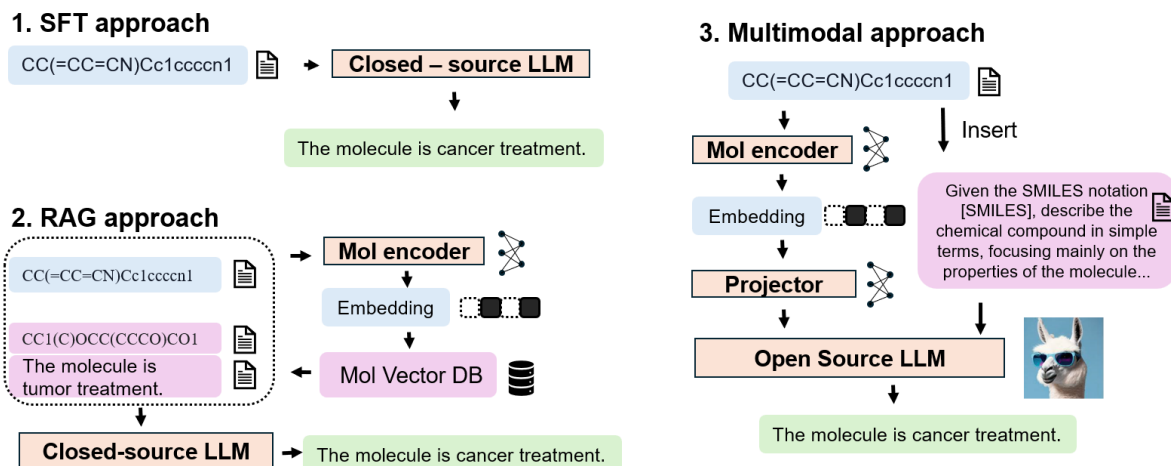 1. SFT approach
CC(=CC=CN)Cc1ccccn1
Closed – source LLM
The molecule is cancer treatment.
2. RAG approach
CC(=CC=CN)Cc1ccccn1
CC1(C)OCC(CCCO)CO1
The molecule is
tumor treatment.
Mol encoder
Embedding
Mol Vector DB
Closed-source LLM
The molecule is cancer treatment.
3. Multimodal approach
CC(=CC=CN)Cc1ccccn1
Insert
Mol encoder
Embedding
Projector
Given the SMILES notation
[SMILES], describe the
chemical compound in simple
terms, focusing mainly on the
properties of the molecule...
Open Source LLM
The molecule is cancer treatment.